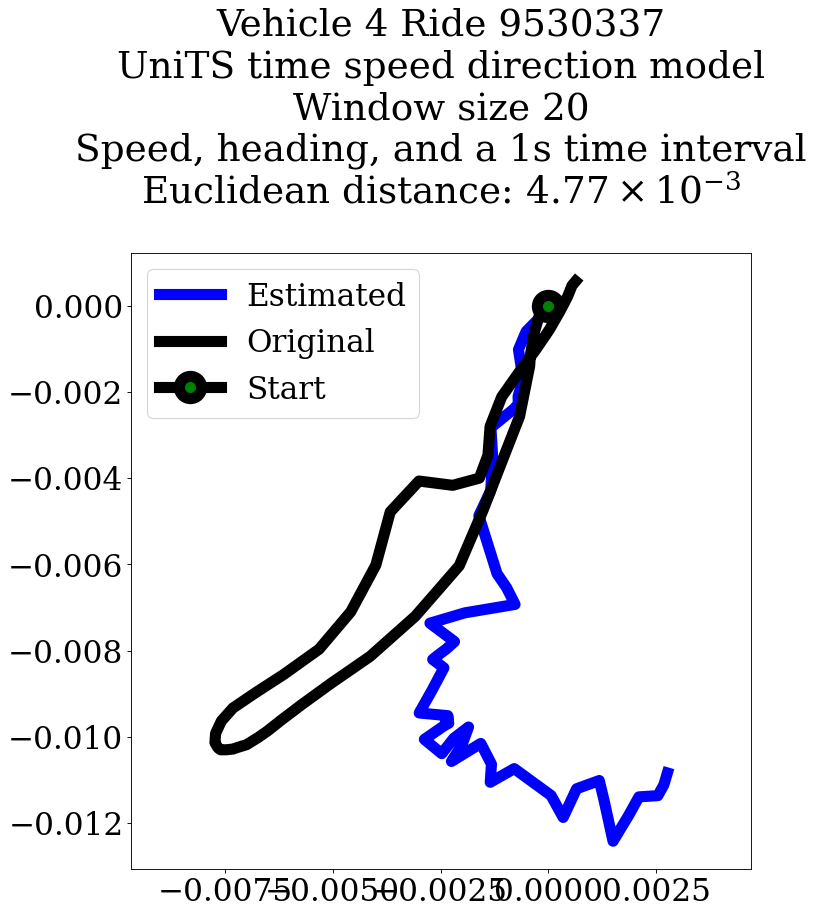 Vehicle 4 Ride 9530337
UniTS time speed direction model
Window size 20
Speed, heading, and a 1s time interval
Euclidean distance: 4.77 × 10⁻³
Estimated
Original
Start
0.000
−0.002
−0.004
−0.006
−0.008
−0.010
−0.012
−0.0075 −0.0050 −0.0025 0.0000 0.0025